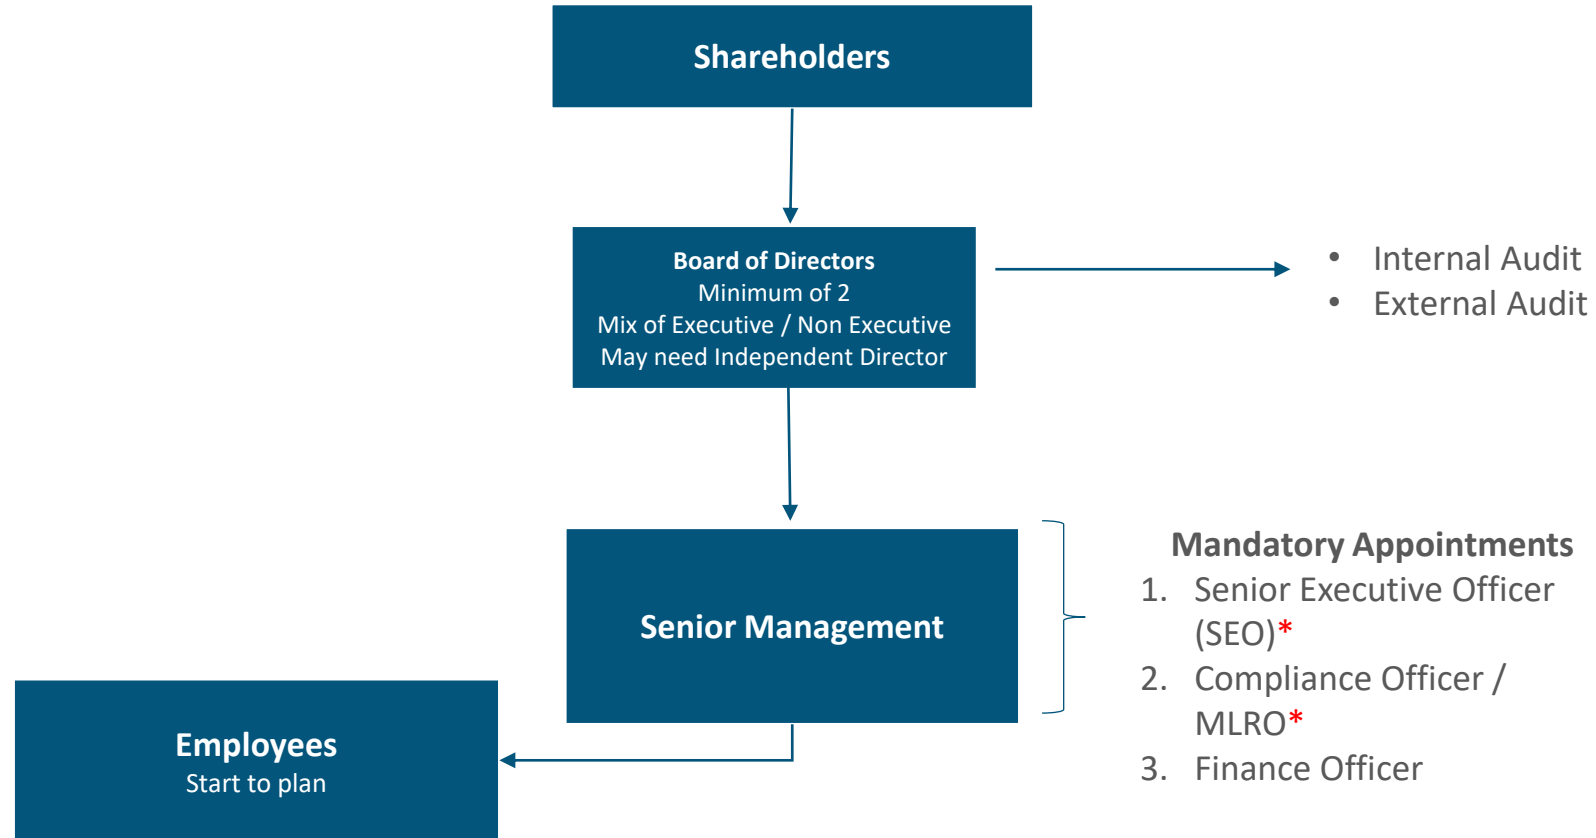 Shareholders
Board of Directors
Minimum of 2
Mix of Executive / Non Executive
May need Independent Director
• Internal Audit
• External Audit
Senior Management
Mandatory Appointments
1. Senior Executive Officer
(SEO)*
2. Compliance Officer /
MLRO*
3. Finance Officer
Employees
Start to plan